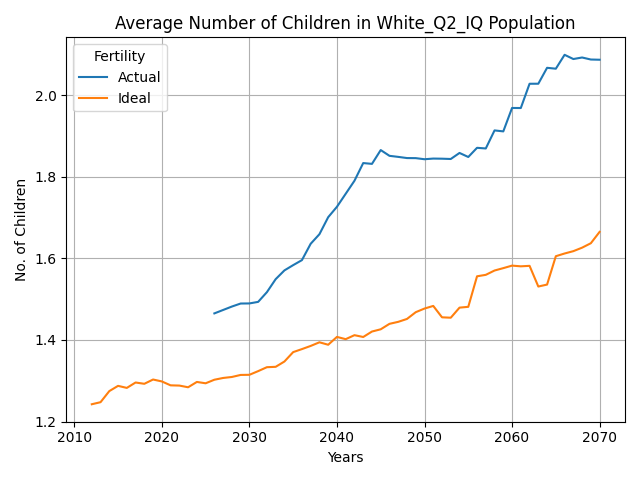 Average Number of Children in White_Q2_IQ Population
Fertility
Actual
Ideal
No. of Children
2.0
1.8
1.6
1.4
1.2
2010 2020 2030 2040 2050 2060 2070
Years